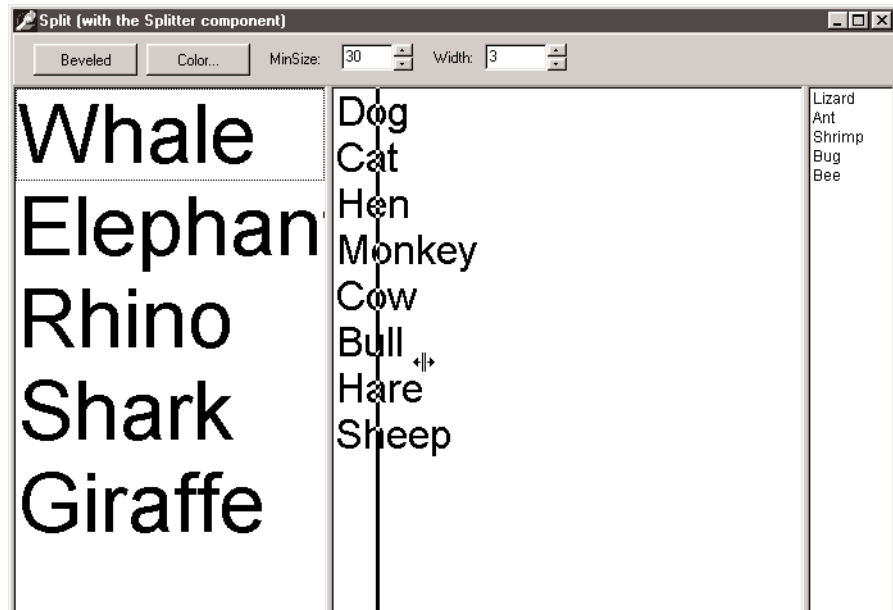 Split (with the Splitter component)
Beveled Color... MinSize: 30 Width: 3
Whale
Elephant
Rhino
Shark
Giraffe
Dog
Cat
Hen
Monkey
Cow
Bull
Hare
Sheep
Lizard
Ant
Shrimp
Bug
Bee